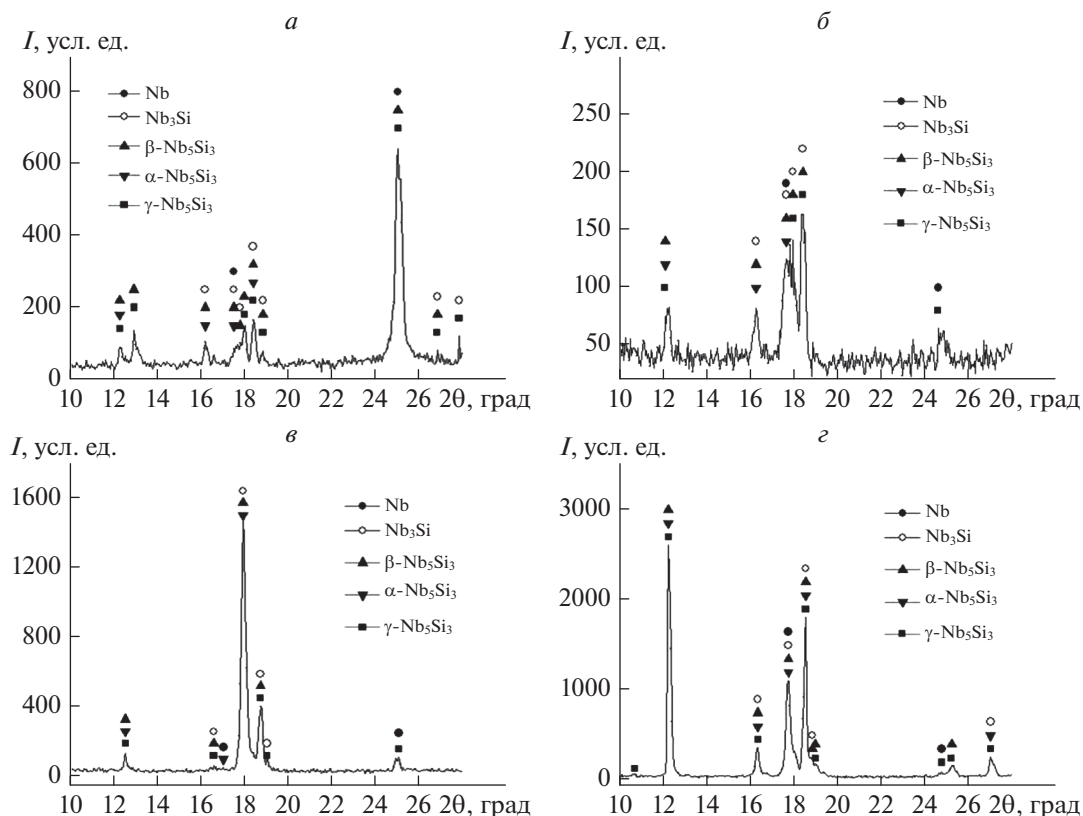 а
I, усл. ед.
800
600
400
200
0
Nb
Nb₃Si
β-Nb₅Si₃
α-Nb₅Si₃
γ-Nb₅Si₃
10 12 14 16 18 20 22 24 26 2θ, град
б
I, усл. ед.
250
200
150
100
50
Nb
Nb₃Si
β-Nb₅Si₃
α-Nb₅Si₃
γ-Nb₅Si₃
10 12 14 16 18 20 22 24 26 2θ, град
в
I, усл. ед.
1600
1200
800
400
0
Nb
Nb₃Si
β-Nb₅Si₃
α-Nb₅Si₃
γ-Nb₅Si₃
10 12 14 16 18 20 22 24 26 2θ, град
г
I, усл. ед.
3000
2000
1000
0
Nb
Nb₃Si
β-Nb₅Si₃
α-Nb₅Si₃
γ-Nb₅Si₃
10 12 14 16 18 20 22 24 26 2θ, град